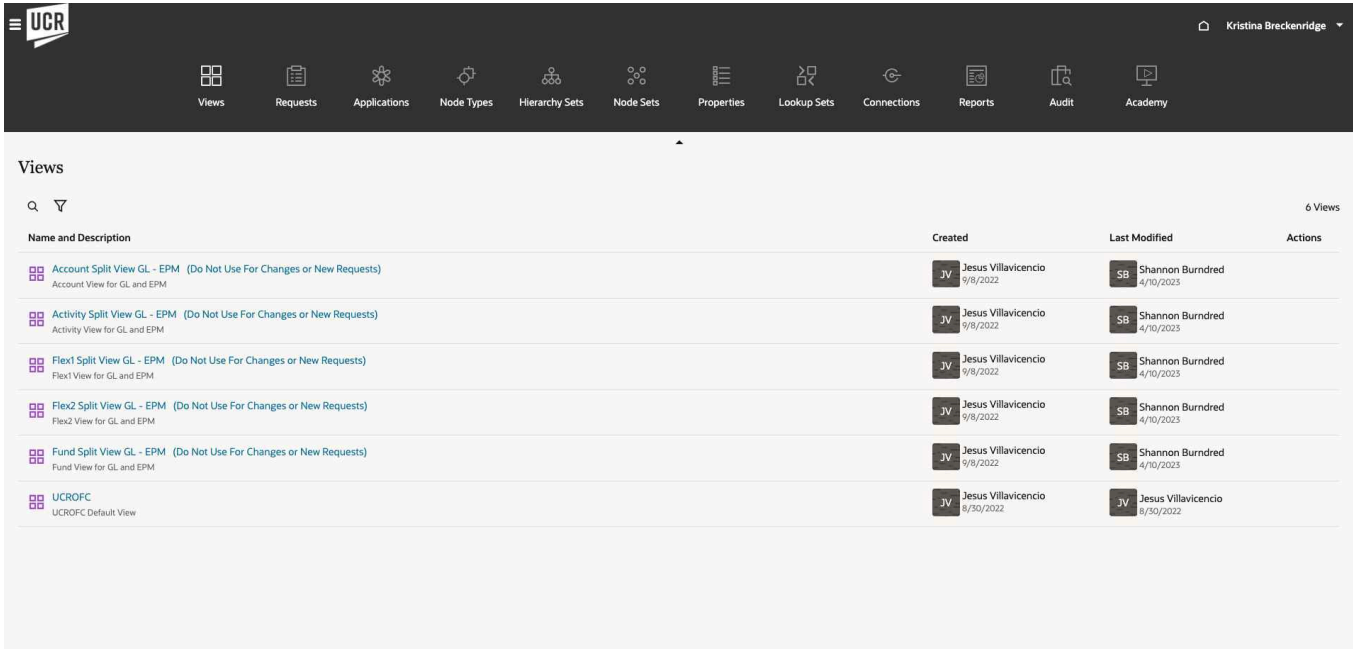 UCR
Kristina Breckenridge
Views Requests Applications Node Types Hierarchy Sets Node Sets Properties Lookup Sets Connections Reports Audit Academy
Views
6 Views
Name and Description Created Last Modified Actions
Account Split View GL - EPM (Do Not Use For Changes or New Requests) JV Jesus Villavicencio SB Shannon Burndred
Account View for GL and EPM 9/8/2022 4/10/2023
Activity Split View GL - EPM (Do Not Use For Changes or New Requests) JV Jesus Villavicencio SB Shannon Burndred
Activity View for GL and EPM 9/8/2022 4/10/2023
Flex1 Split View GL - EPM (Do Not Use For Changes or New Requests) JV Jesus Villavicencio SB Shannon Burndred
Flex1 View for GL and EPM 9/8/2022 4/10/2023
Flex2 Split View GL - EPM (Do Not Use For Changes or New Requests) JV Jesus Villavicencio SB Shannon Burndred
Flex2 View for GL and EPM 9/8/2022 4/10/2023
Fund Split View GL - EPM (Do Not Use For Changes or New Requests) JV Jesus Villavicencio SB Shannon Burndred
Fund View for GL and EPM 9/8/2022 4/10/2023
UCROFC JV Jesus Villavicencio JV Jesus Villavicencio
UCROFC Default View 8/30/2022 8/30/2022